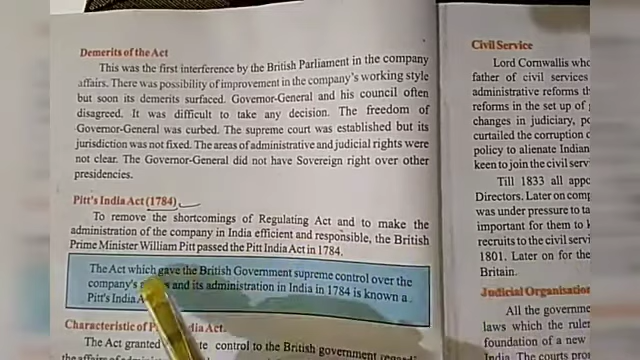 Demerits of the Act
This was the first interference by the British Parliament in the company
affairs. There was possibility of improvement in the company's working style
but soon its demerits surfaced. Governor-General and his council often
disagreed. It was difficult to take any decision. The freedom of
Governor-General was curbed. The supreme court was established but its
jurisdiction was not fixed. The areas of administrative and judicial rights were
not clear. The Governor-General did not have Sovereign right over other
presidencies.
Pitt's India Act (1784)
To remove the shortcomings of Regulating Act and to make the
administration of the company in India efficient and responsible, the British
Prime Minister William Pitt passed the Pitt India Act in 1784.
The Act which gave the British Government supreme control over the
company's and its administration in India in 1784 is known a
Pitt's India
Characteristic of Act.
The Act granted control to the British government
the affairs of
Civil Service
Lord Cornwallis
father of civil services
administrative reforms
reforms in the set up of
changes in judiciary,
curtailed the corruption
policy to alienate Indian
keen to join the civil
Till 1833 all
Directors. Later on
was under pressure to
important for them to
recruits to the civil
1801. Later on for the
Britain.
Judicial
All the
laws which the
foundation of a new
India. The courts